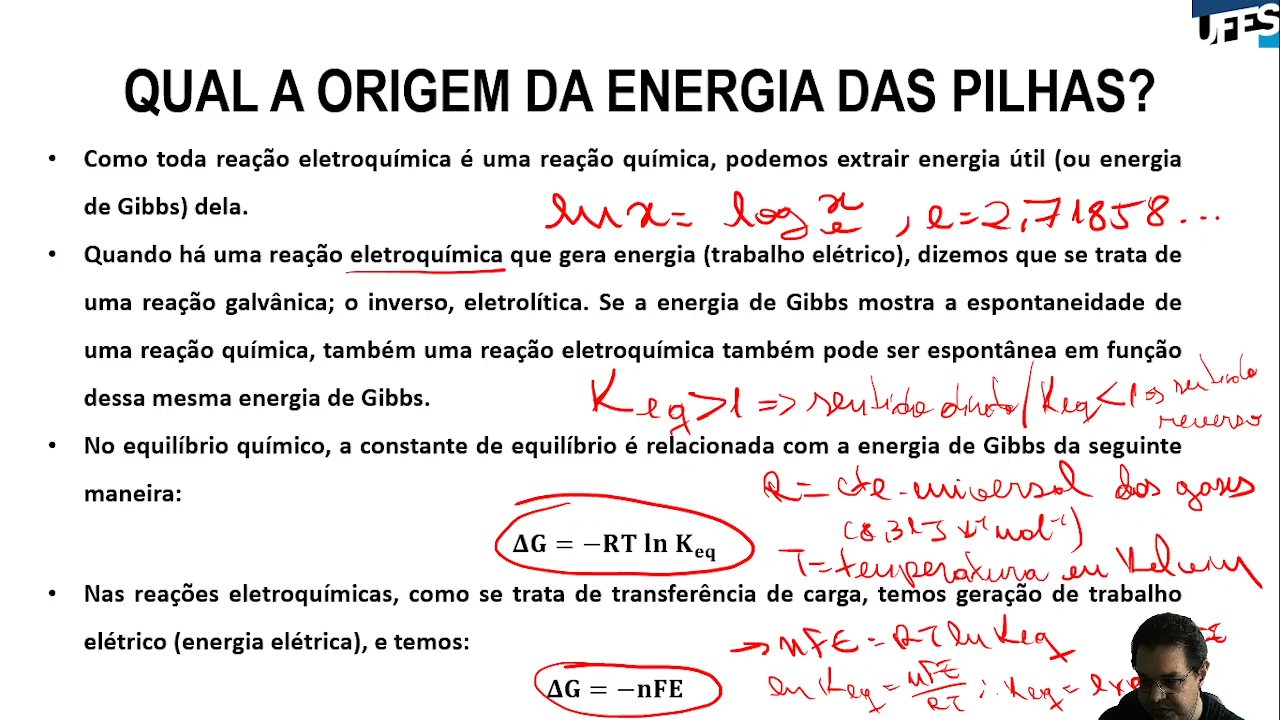 UFES
QUAL A ORIGEM DA ENERGIA DAS PILHAS?
• Como toda reação eletroquímica é uma reação química, podemos extrair energia útil (ou energia
de Gibbs) dela.
ln x = log x/e , e = 2,71858...
• Quando há uma reação eletroquímica que gera energia (trabalho elétrico), dizemos que se trata de
uma reação galvânica; o inverso, eletrolítica. Se a energia de Gibbs mostra a espontaneidade de
uma reação química, também uma reação eletroquímica também pode ser espontânea em função
dessa mesma energia de Gibbs.
Keq > 1 => sentido direto / Keq < 1 => sentido
reverso
• No equilíbrio químico, a constante de equilíbrio é relacionada com a energia de Gibbs da seguinte
maneira:
R = cte universal dos gases
(8,31 J K⁻¹ mol⁻¹)
ΔG = −RT ln Keq
T = temperatura em Kelvin
• Nas reações eletroquímicas, como se trata de transferência de carga, temos geração de trabalho
elétrico (energia elétrica), e temos:
→ nFE = RT ln Keq
ΔG = −nFE
ln Keq = nFE/RT ∴ Keq =